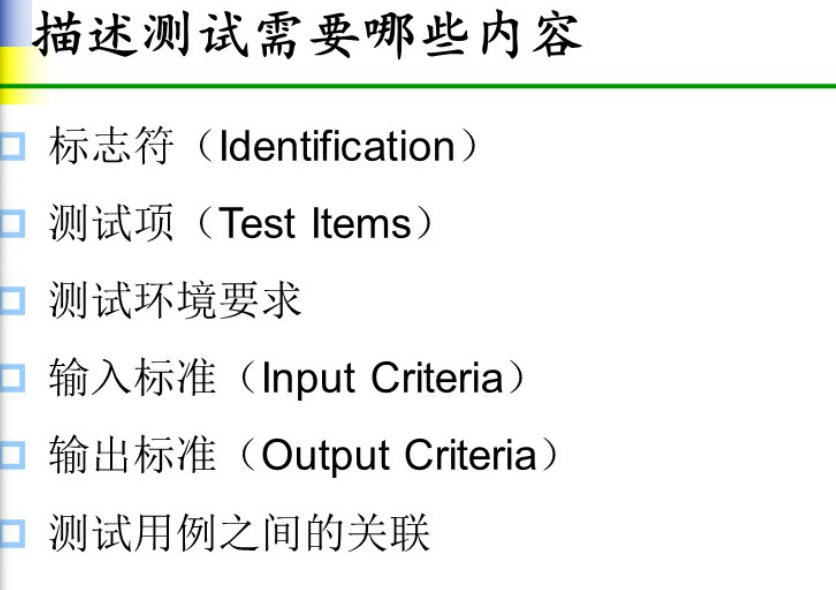 描述测试需要哪些内容
标志符（Identification）
测试项（Test Items）
测试环境要求
输入标准（Input Criteria）
输出标准（Output Criteria）
测试用例之间的关联